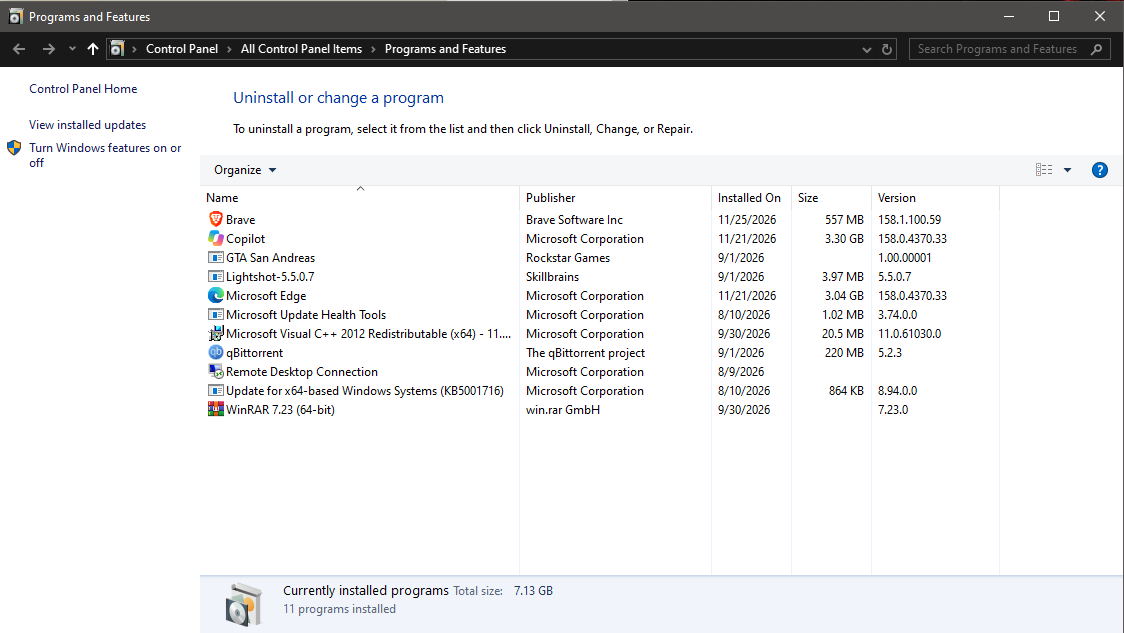 Programs and Features
Control Panel > All Control Panel Items > Programs and Features
Search Programs and Features
Control Panel Home
View installed updates
Turn Windows features on or
off
Uninstall or change a program
To uninstall a program, select it from the list and then click Uninstall, Change, or Repair.
Organize
Name Publisher Installed On Size Version
Brave Brave Software Inc 11/25/2026 557 MB 158.1.100.59
Copilot Microsoft Corporation 11/21/2026 3.30 GB 158.0.4370.33
GTA San Andreas Rockstar Games 9/1/2026 1.00.00001
Lightshot-5.5.0.7 Skillbrains 9/1/2026 3.97 MB 5.5.0.7
Microsoft Edge Microsoft Corporation 11/21/2026 3.04 GB 158.0.4370.33
Microsoft Update Health Tools Microsoft Corporation 8/10/2026 1.02 MB 3.74.0.0
Microsoft Visual C++ 2012 Redistributable (x64) - 11.... Microsoft Corporation 9/30/2026 20.5 MB 11.0.61030.0
qb qBittorrent The qBittorrent project 9/1/2026 220 MB 5.2.3
Remote Desktop Connection Microsoft Corporation 8/9/2026
Update for x64-based Windows Systems (KB5001716) Microsoft Corporation 8/10/2026 864 KB 8.94.0.0
WinRAR 7.23 (64-bit) win.rar GmbH 9/30/2026 7.23.0
Currently installed programs Total size: 7.13 GB
11 programs installed